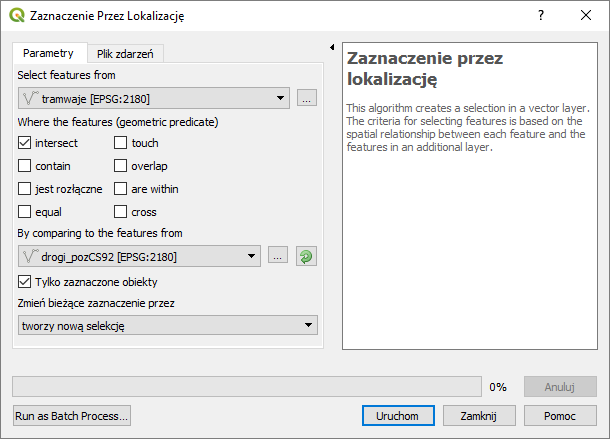 Zaznaczenie Przez Lokalizację
Parametry
Plik zdarzeń
Select features from
tramwaje [EPSG:2180]
...
Where the features (geometric predicate)
intersect
touch
contain
overlap
jest rozłączne
are within
equal
cross
By comparing to the features from
drogi_pozCS92 [EPSG:2180]
...
Tylko zaznaczone obiekty
Zmień bieżące zaznaczenie przez
tworzy nową selekcję
Zaznaczenie przez
lokalizację
This algorithm creates a selection in a vector layer.
The criteria for selecting features is based on the
spatial relationship between each feature and the
features in an additional layer.
0%
Anuluj
Run as Batch Process...
Uruchom
Zamknij
Pomoc